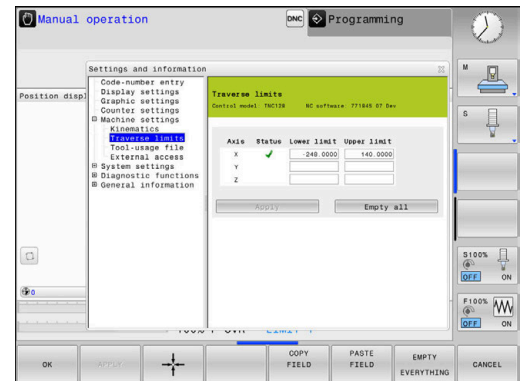 Manual operation
DNC
Programming
Settings and information
Position disp
Code-number entry
Display settings
Graphic settings
Counter settings
Machine settings
Kinematics
Traverse limits
Tool-usage file
External access
System settings
Diagnostic functions
General information
Traverse limits
Control model: TNC128 NC software: 771845 07 Dev
Axis Status Lower limit Upper limit
X -240.0000 140.0000
Y
Z
Apply Empty all
M
S
S100%
OFF ON
F100%
OFF ON
0
OK
APPLY
COPY FIELD
PASTE FIELD
EMPTY EVERYTHING
CANCEL